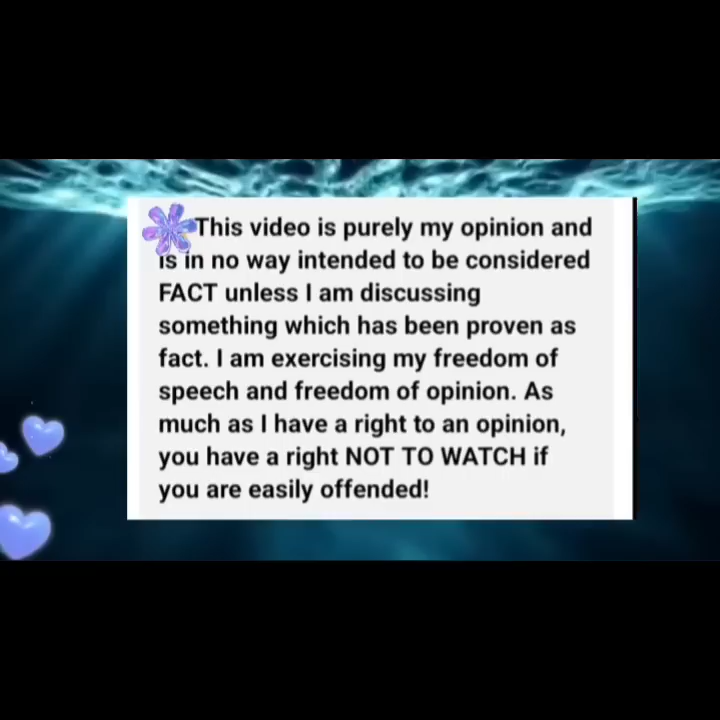 This video is purely my opinion and
is in no way intended to be considered
FACT unless I am discussing
something which has been proven as
fact. I am exercising my freedom of
speech and freedom of opinion. As
much as I have a right to an opinion,
you have a right NOT TO WATCH if
you are easily offended!